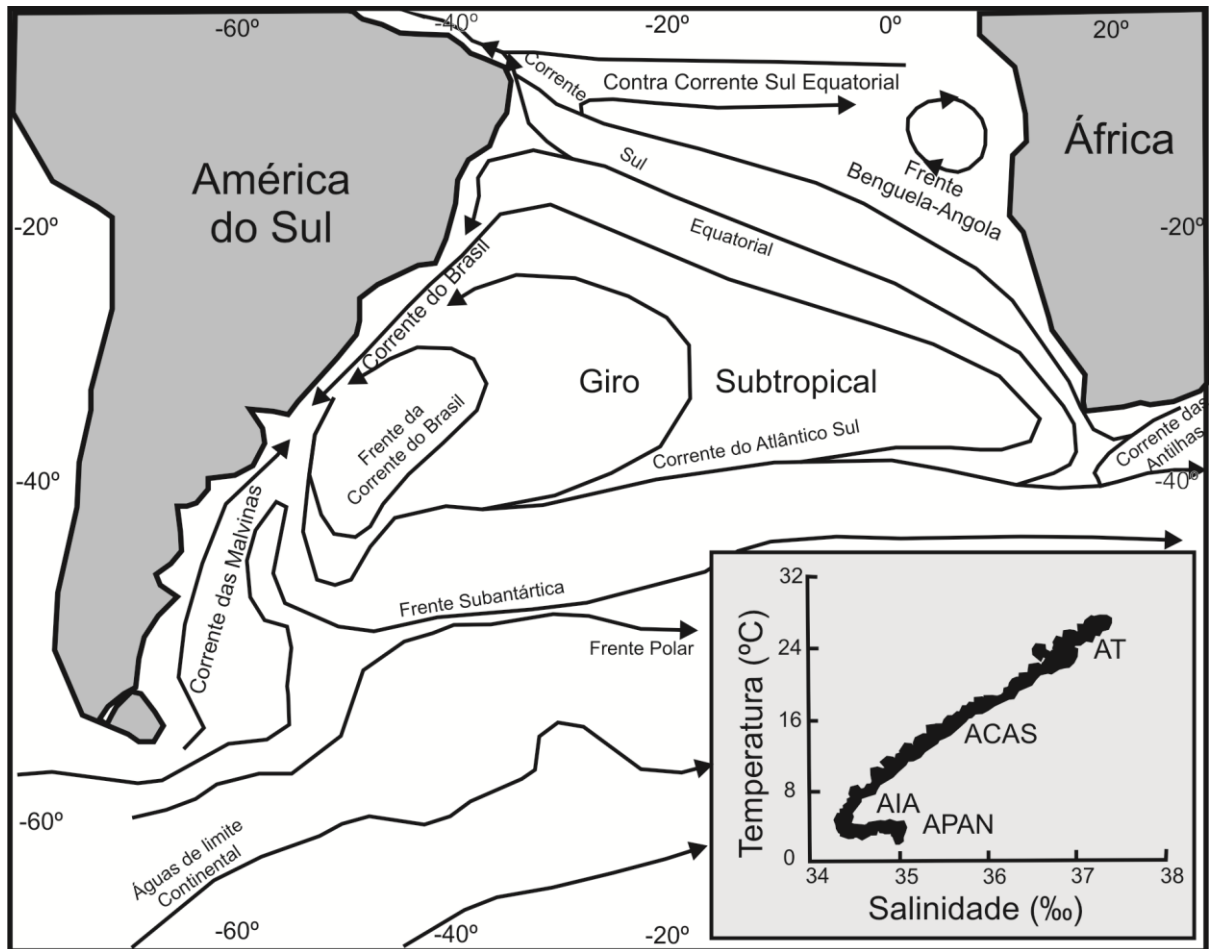 -60º
-40º
-20º
0º
20º
Corrente
Contra Corrente Sul Equatorial
África
América
do Sul
Sul
Frente
Benguela-Angola
-20º
-20º
Equatorial
Corrente do Brasil
Giro
Subtropical
Frente da
Corrente do Brasil
Corrente do Atlântico Sul
Corrente das
Antilhas
-40º
-40º
Corrente das Malvinas
Frente Subantártica
Frente Polar
-60º
Águas de limite
Continental
-60º
-40º
-20º
Temperatura (ºC)
32
24
16
8
0
AT
ACAS
AIA
APAN
34
35
36
37
38
Salinidade (‰)